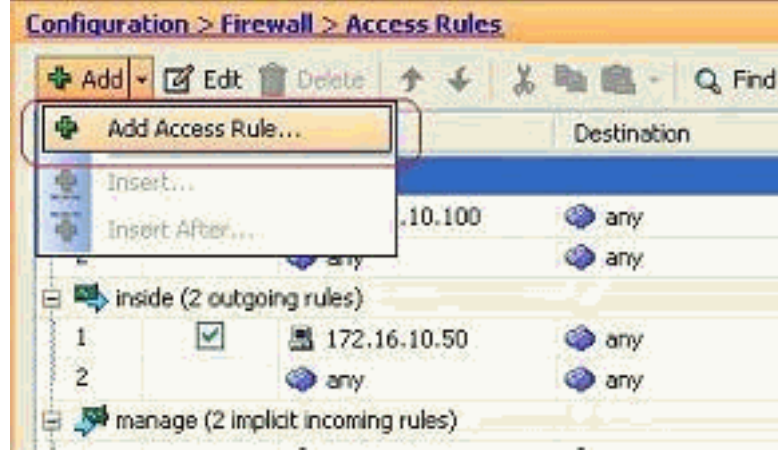 Configuration > Firewall > Access Rules
Add Edit Delete Find
Add Access Rule...
Destination
Insert...
.10.100 any
Insert After...
any any
inside (2 outgoing rules)
1 172.16.10.50 any
2 any any
manage (2 implicit incoming rules)